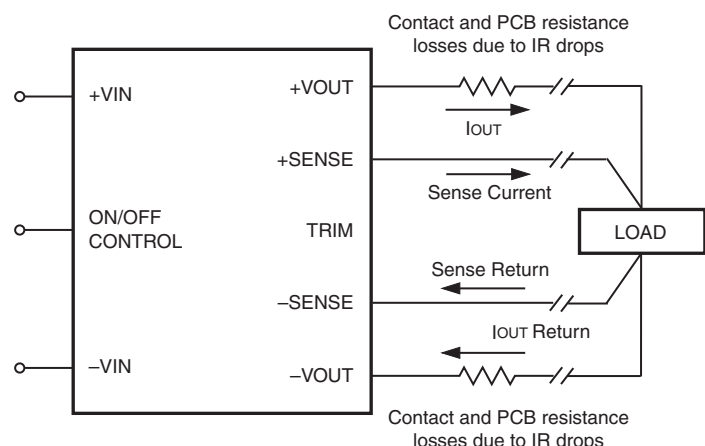 Contact and PCB resistance
losses due to IR drops
+VOUT
+VIN
IOUT
+SENSE
Sense Current
ON/OFF
CONTROL
TRIM
LOAD
Sense Return
–SENSE
IOUT Return
–VIN
–VOUT
Contact and PCB resistance
losses due to IR drops